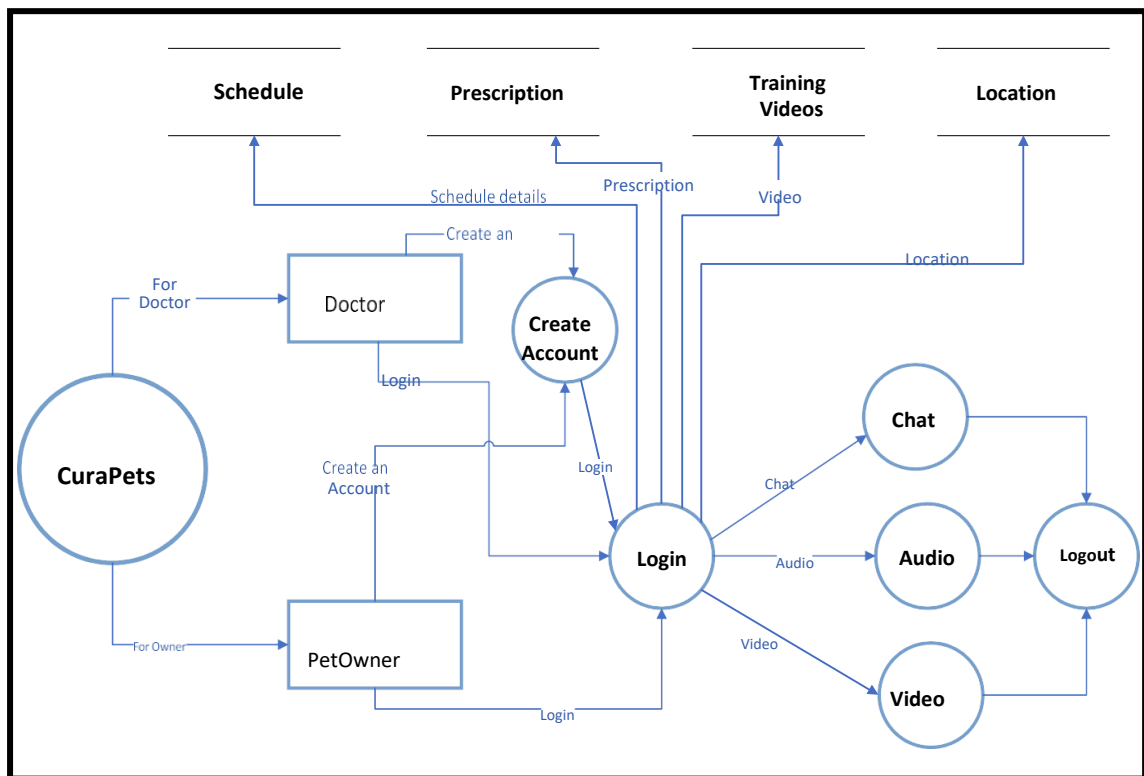 Schedule
Prescription
Training
Videos
Location
Prescription
Schedule details
Video
Create an
Location
For
Doctor
Doctor
Create
Account
Login
Chat
CuraPets
Create an
Account
Login
Chat
Login
Audio
Audio
Logout
For Owner
PetOwner
Video
Video
Login